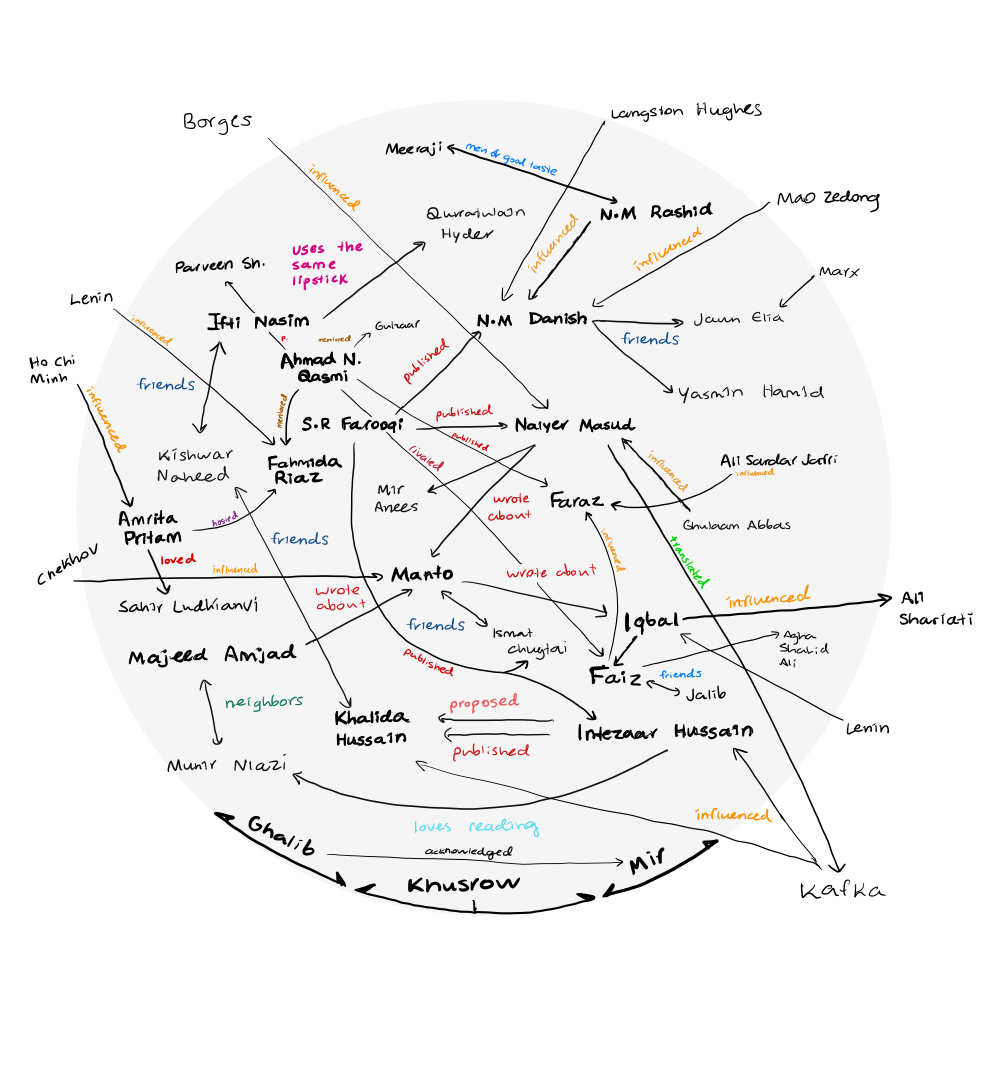 Langston Hughes
Borges
Meeraji
men of good taste
influenced
Mao Zedong
N.M Rashid
Qurratulain
Hyder
influenced
influenced
uses the
same
lipstick
Parveen Sh.
Marx
Lenin
Ifti Nasim
Gulzaar
N.M Danish
Jaun Elia
influenced
mentioned
P.
friends
Ahmad N.
Qasmi
Ho Chi
Minh
published
friends
Yasmin Hamid
influenced
mentioned
published
S.R Farooqi
Naiyer Masud
published
rivaled
Kishwar
Naheed
Fahmida
Riaz
influenced
Ali Sardar Jafri
influenced
Mir
Anees
wrote
about
Faraz
Amrita
Pritam
hosted
Ghulaam Abbas
friends
influenced
translated
Chekhov
loved
influenced
Manto
wrote about
wrote
about
Sahir Ludhianvi
influenced
Ali
Shariati
Iqbal
friends
Ismat
chugtai
Agha
Shahid
Ali
Majeed Amjad
published
Faiz
friends
Jalib
neighbors
proposed
Khalida
Hussain
Intezaar Hussain
Lenin
published
Munir Niazi
influenced
loves reading
Ghalib
acknowledged
Mir
Khusrow
Kafka